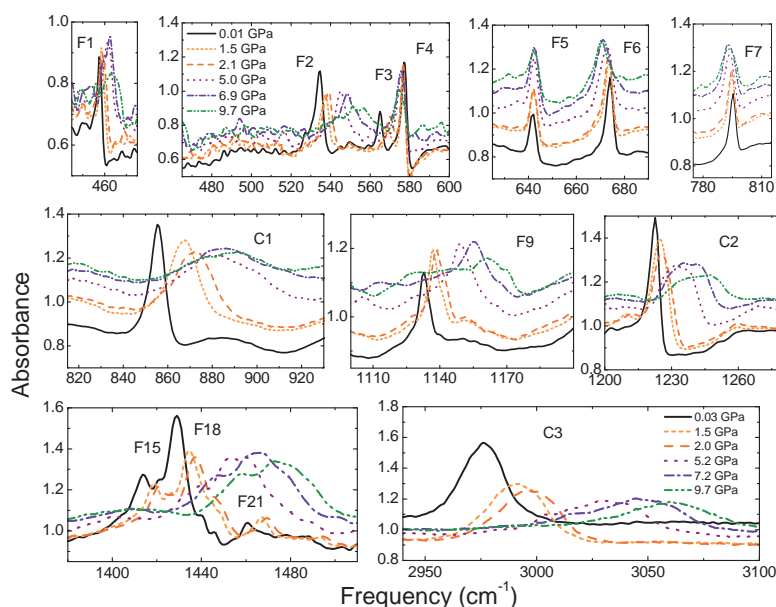 F1
1.0
0.8
0.6
460
1.4
1.2
1.0
0.8
0.6
0.01 GPa
1.5 GPa
2.1 GPa
5.0 GPa
6.9 GPa
9.7 GPa
F2
F3
F4
480 500 520 540 560 580 600
1.4
1.2
1.0
0.8
F5
F6
640 660 680
1.4
1.2
1.0
0.8
F7
780 800
Absorbance
1.4
1.2
1.0
0.8
C1
820 840 860 880 900 920
1.2
1.0
F9
1110 1140 1170
1.4
1.2
1.0
0.8
C2
1200 1230 1260
1.6
1.4
1.2
1.0
F15
F18
F21
1400 1440 1480
2.0
1.8
1.6
1.4
1.2
1.0
0.8
C3
0.03 GPa
1.5 GPa
2.0 GPa
5.2 GPa
7.2 GPa
9.7 GPa
2950 3000 3050 3100
Frequency (cm-1)